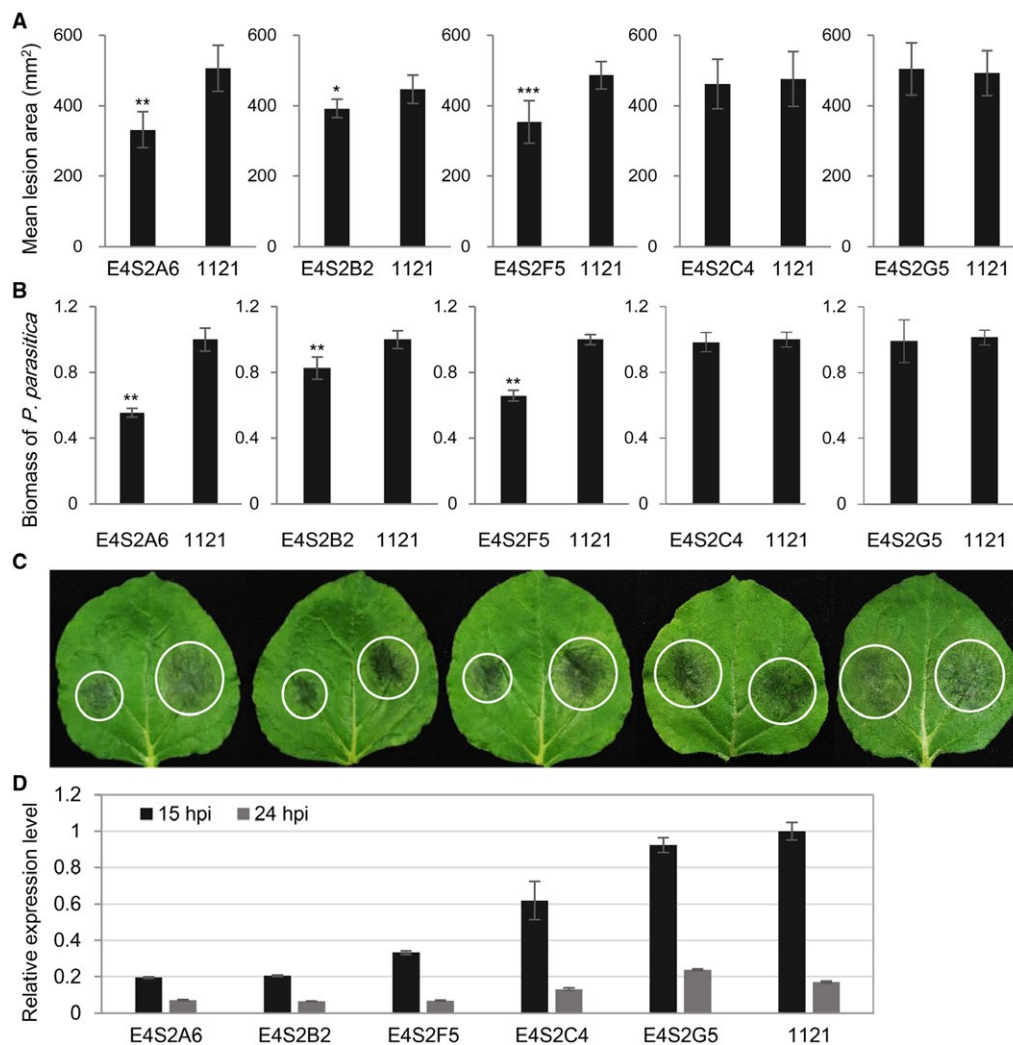 A
Mean lesion area (mm²)
600 600 600 600 600
400 400 400 400 400
200 200 200 200 200
0 0 0 0 0
** * ***
E4S2A6 1121 E4S2B2 1121 E4S2F5 1121 E4S2C4 1121 E4S2G5 1121
B
Biomass of P. parasitica
1.2 1.2 1.2 1.2 1.2
0.8 0.8 0.8 0.8 0.8
0.4 0.4 0.4 0.4 0.4
0 0 0 0 0
** ** **
E4S2A6 1121 E4S2B2 1121 E4S2F5 1121 E4S2C4 1121 E4S2G5 1121
C
D
Relative expression level
1.2
1
0.8
0.6
0.4
0.2
0
15 hpi 24 hpi
E4S2A6 E4S2B2 E4S2F5 E4S2C4 E4S2G5 1121